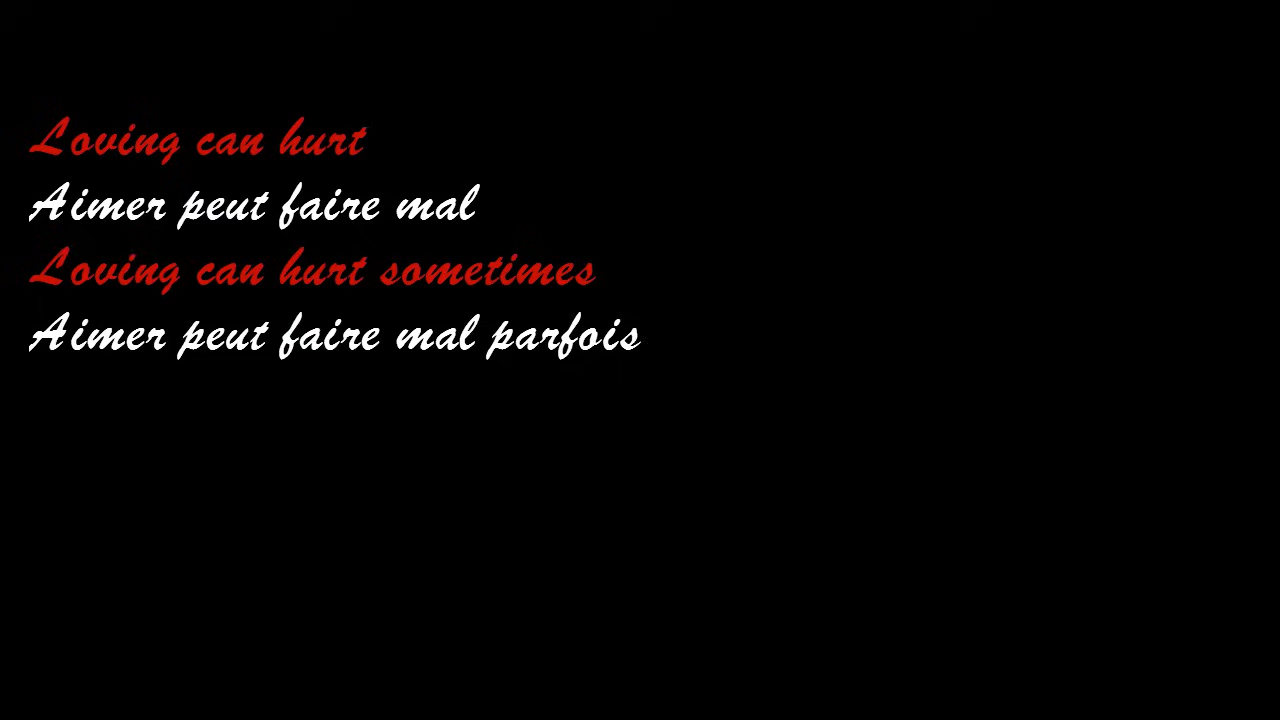 Loving can hurt
Aimer peut faire mal
Loving can hurt sometimes
Aimer peut faire mal parfois